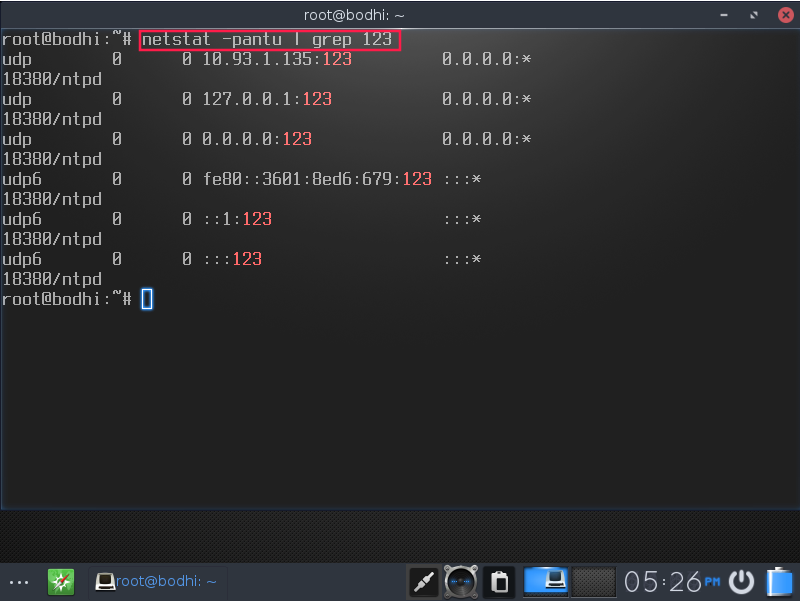 root@bodhi: ~
root@bodhi:~# netstat -pantu | grep 123
udp 0 0 10.93.1.135:123 0.0.0.0:*
18380/ntpd
udp 0 0 127.0.0.1:123 0.0.0.0:*
18380/ntpd
udp 0 0 0.0.0.0:123 0.0.0.0:*
18380/ntpd
udp6 0 0 fe80::3601:8ed6:679:123 :::*
18380/ntpd
udp6 0 0 ::1:123 :::*
18380/ntpd
udp6 0 0 :::123 :::*
18380/ntpd
root@bodhi:~#
root@bodhi: ~ 05:26 PM